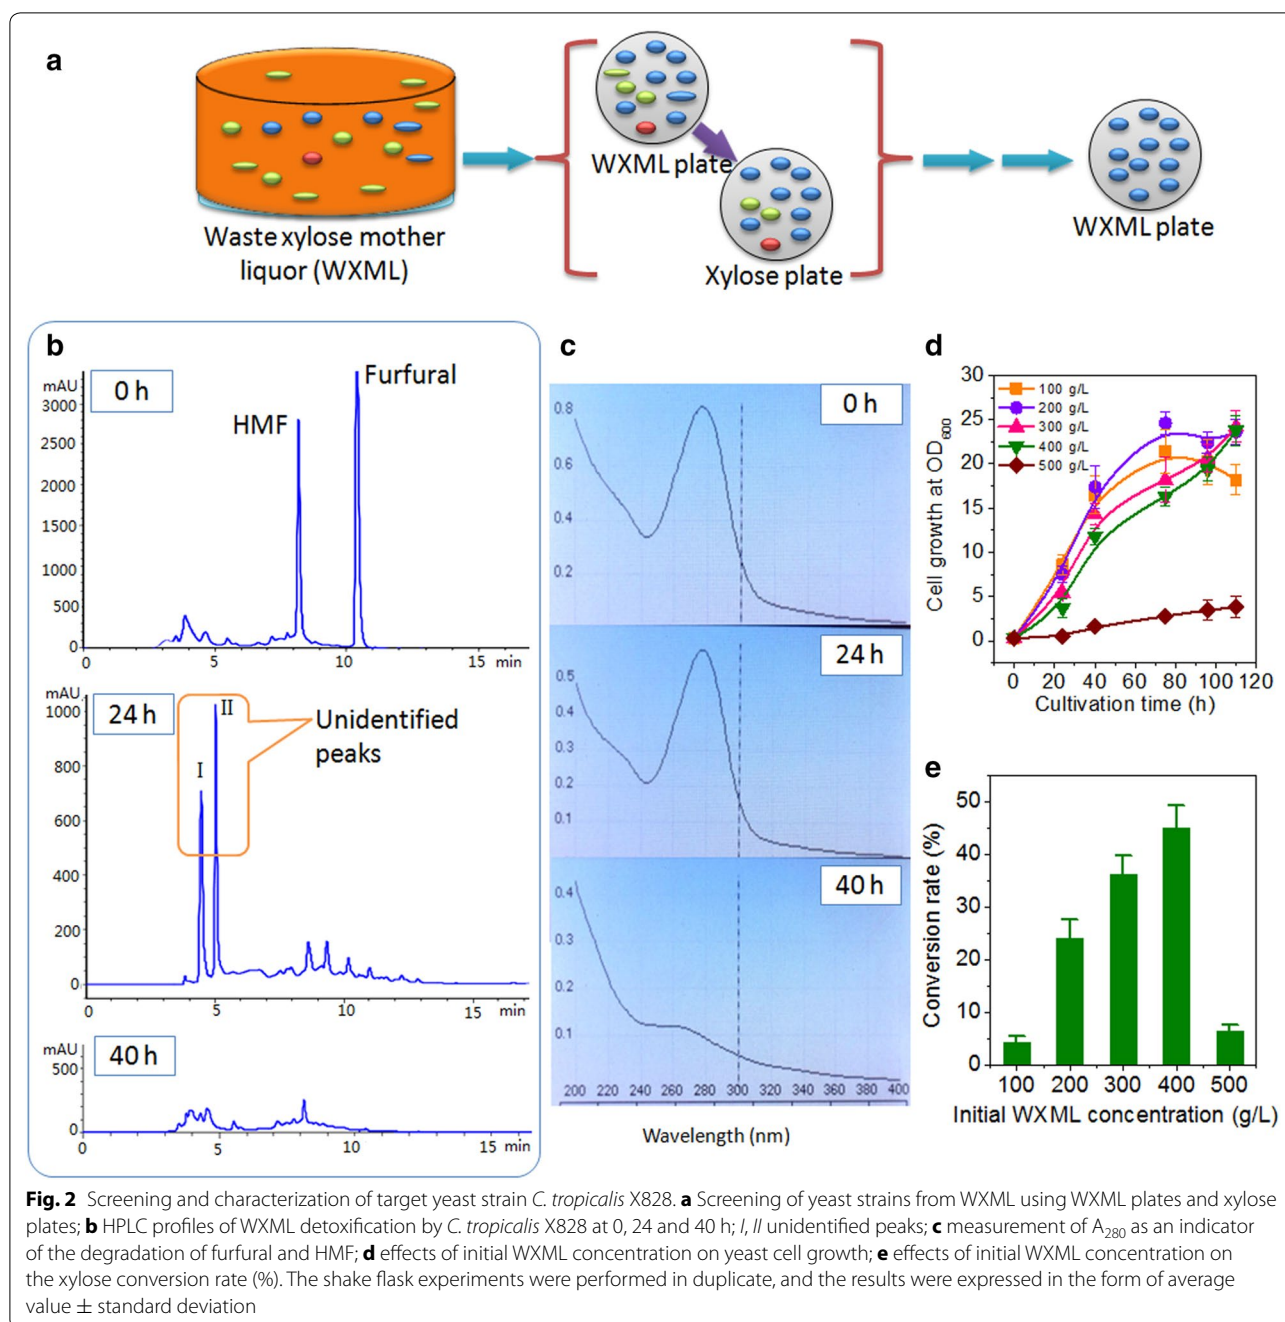 a
Waste xylose mother
liquor (WXML)
WXML plate
Xylose plate
WXML plate
b
0 h
mAU
3000
2500
2000
1500
1000
500
0
HMF
Furfural
0 5 10 15 min
24 h
mAU
1000
800
600
400
200
0
I
II
Unidentified
peaks
0 5 10 15 min
40 h
mAU
500
0
0 5 10 15 min
c
0 h
0.8
0.6
0.4
0.2
24 h
0.5
0.4
0.3
0.2
0.1
40 h
0.4
0.3
0.2
0.1
200 220 240 260 280 300 320 340 360 380 400
Wavelength (nm)
d
Cell growth at OD600
30
25
20
15
10
5
0
100 g/L
200 g/L
300 g/L
400 g/L
500 g/L
0 20 40 60 80 100 120
Cultivation time (h)
e
Conversion rate (%)
50
40
30
20
10
0
100 200 300 400 500
Initial WXML concentration (g/L)
Fig. 2 Screening and characterization of target yeast strain C. tropicalis X828. a Screening of yeast strains from WXML using WXML plates and xylose
plates; b HPLC profiles of WXML detoxification by C. tropicalis X828 at 0, 24 and 40 h; I, II unidentified peaks; c measurement of A280 as an indicator
of the degradation of furfural and HMF; d effects of initial WXML concentration on yeast cell growth; e effects of initial WXML concentration on
the xylose conversion rate (%). The shake flask experiments were performed in duplicate, and the results were expressed in the form of average
value ± standard deviation